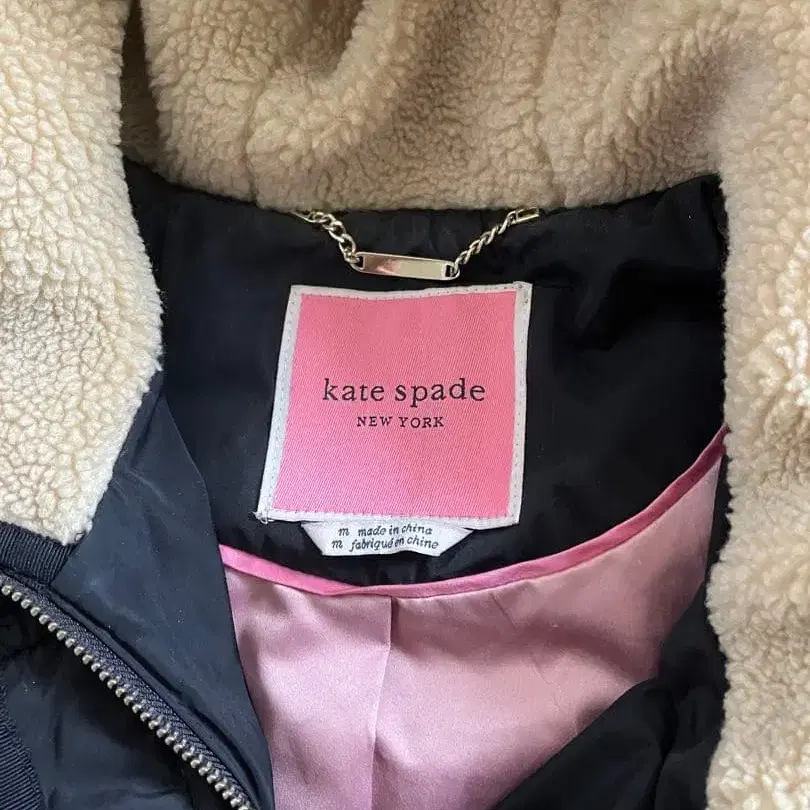 kate spade
NEW YORK
m made in china
m fabriqué en chine